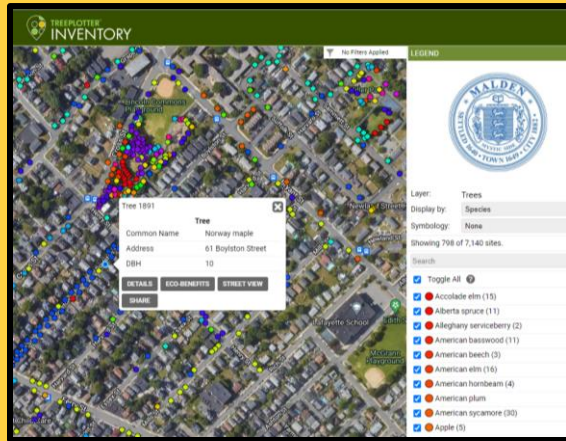 TREEPLOTTER
INVENTORY
No Filters Applied
LEGEND
MALDEN
Layer: Trees
Display by: Species
Symbology: None
Showing 798 of 7,140 sites.
Search
Toggle All
Accolade elm (15)
Alberta spruce (11)
Alleghany serviceberry (2)
American basswood (11)
American beech (3)
American elm (16)
American hornbeam (4)
American plum
American sycamore (30)
Apple (5)
Tree 1891
Tree
Common Name Norway maple
Address 61 Boylston Street
DBH 10
DETAILS
ECO-BENEFITS
STREET VIEW
SHARE
Lafayette School